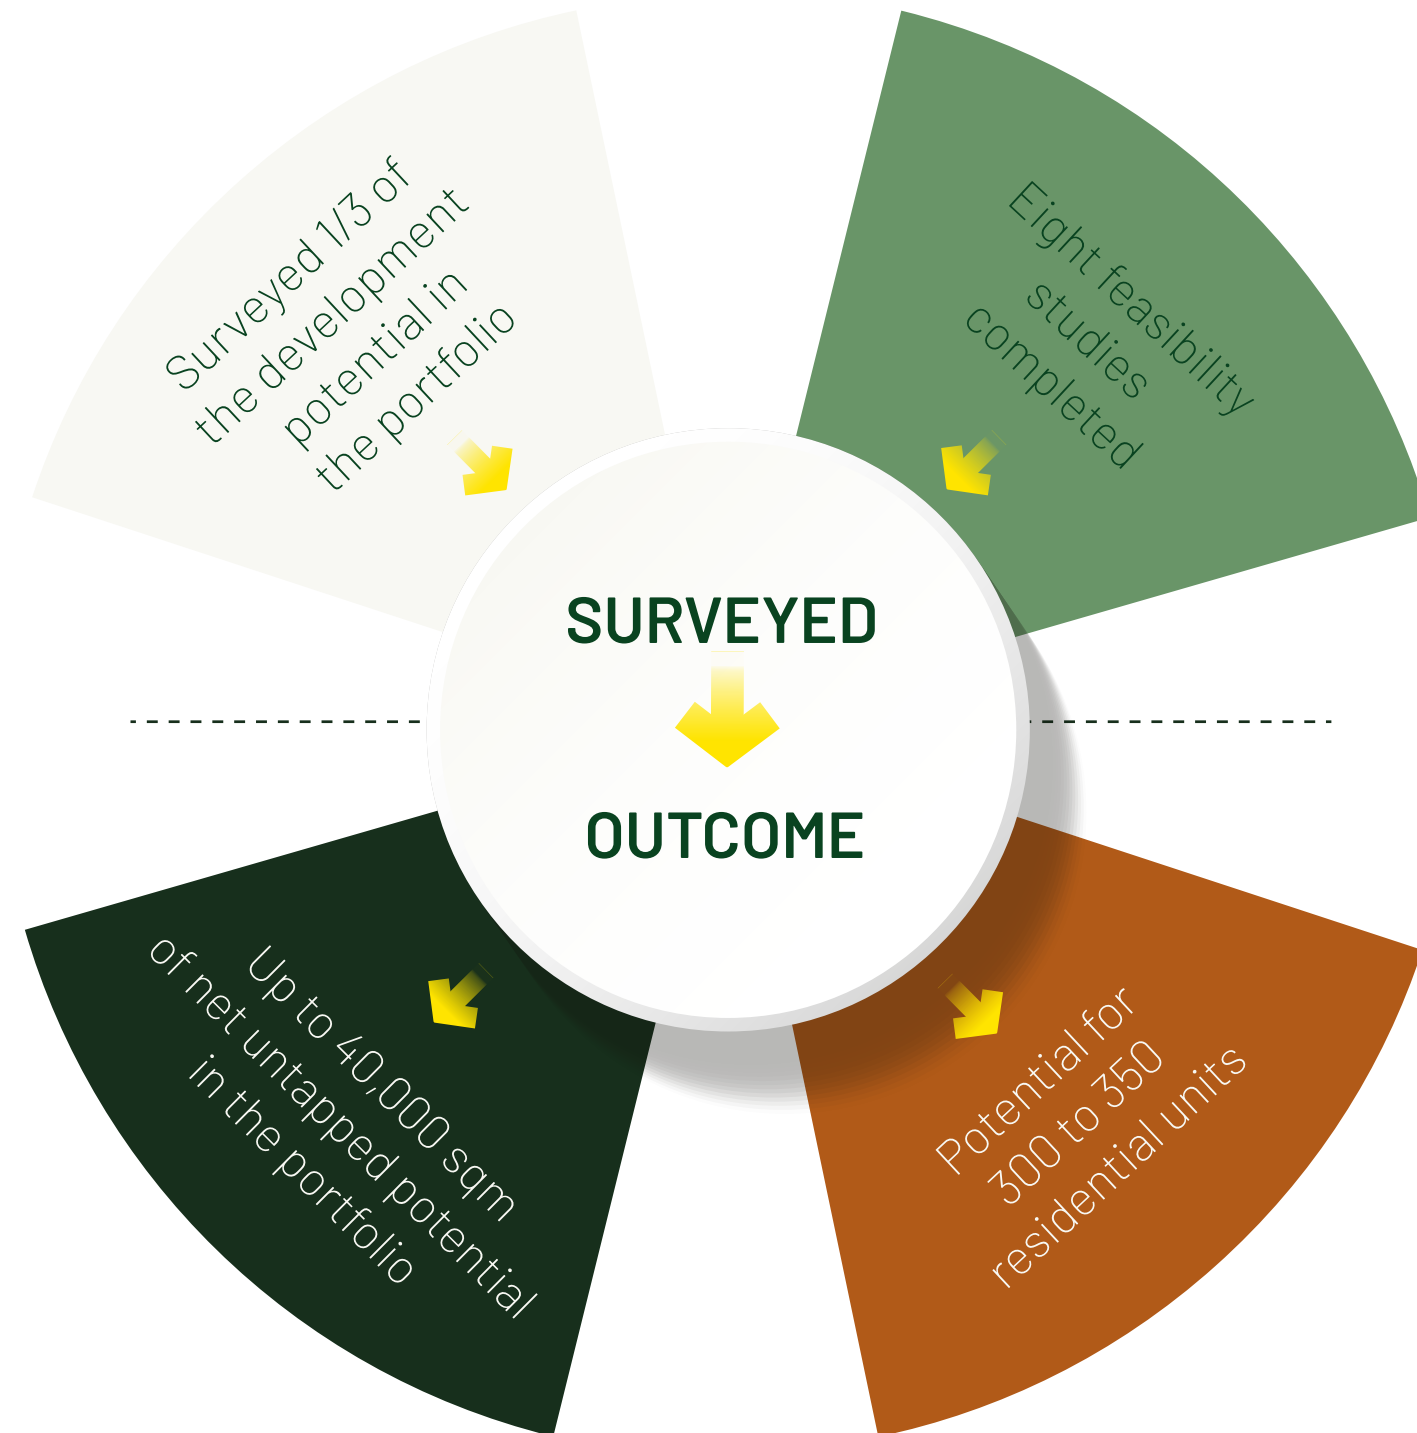 Surveyed 1/3 of
the development
potential in
the portfolio
Eight feasibility
studies
completed
SURVEYED
OUTCOME
Up to 40,000 sqm
of net untapped potential
in the portfolio
Potential for
300 to 350
residential units